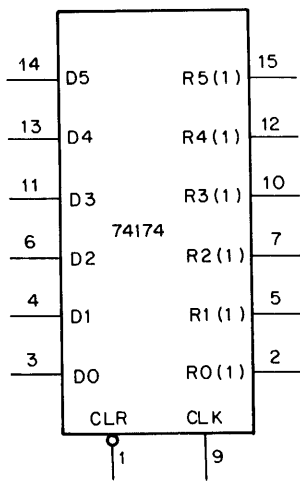 14 D5 R5(1) 15
13 D4 R4(1) 12
11 D3 R3(1) 10
74174
6 D2 R2(1) 7
4 D1 R1(1) 5
3 D0 R0(1) 2
CLR CLK
1 9